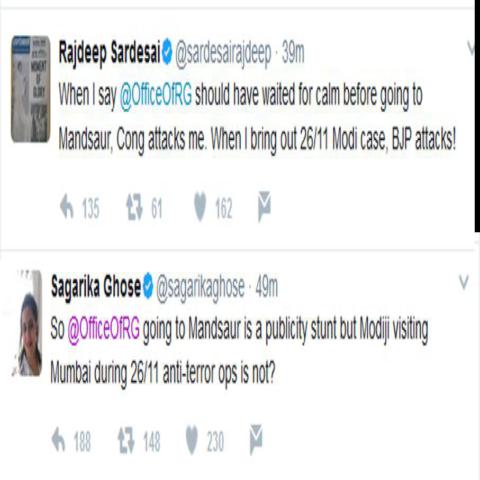 Rajdeep Sardesai @sardesairajdeep · 39m
When I say @OfficeOfRG should have waited for calm before going to
Mandsaur, Cong attacks me. When I bring out 26/11 Modi case, BJP attacks!
135 61 162
Sagarika Ghose @sagarikaghose · 49m
So @OfficeOfRG going to Mandsaur is a publicity stunt but Modiji visiting
Mumbai during 26/11 anti-terror ops is not?
188 148 230